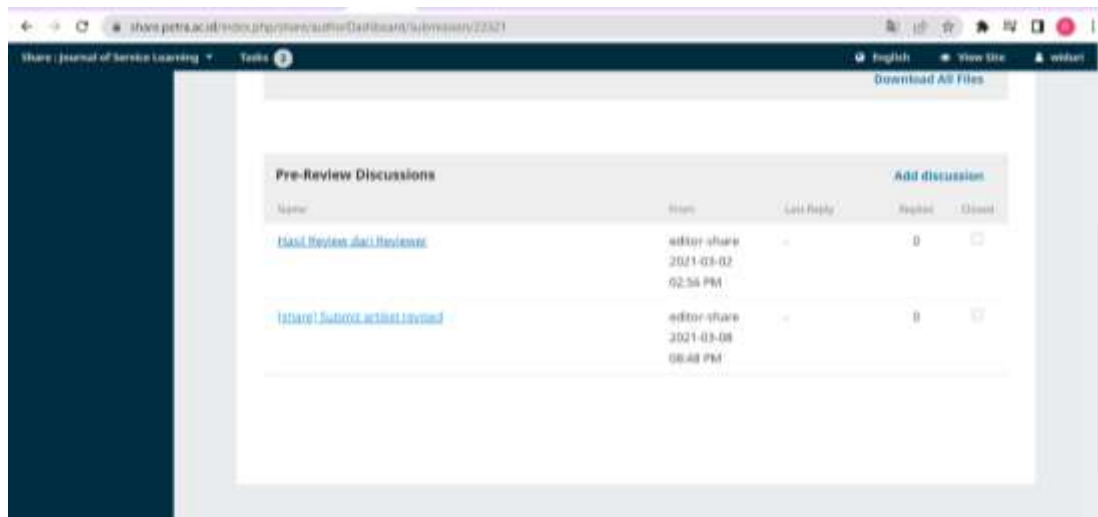 share.petra.ac.id/index.php/share/authorDashboard/submission/22321
Share : Journal of Service Learning Tasks 3 English View Site widuri
Download All Files
Pre-Review Discussions Add discussion
Name From Last Reply Replies Closed
Hasil Review dari Reviewer editor share - 0
2021-03-02
02:56 PM
[share] Submit artikel revised editor share - 0
2021-03-08
08:48 PM